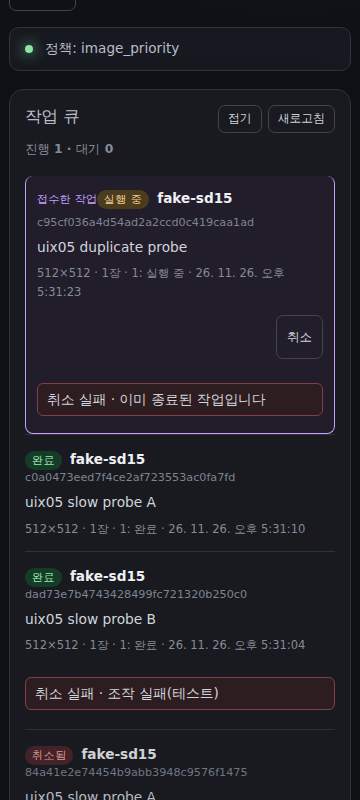 정책: image_priority
작업 큐
접기
새로고침
진행 1 · 대기 0
접수한 작업 실행 중 fake-sd15
c95cf036a4d54ad2a2ccd0c419caa1ad
uix05 duplicate probe
512×512 · 1장 · 1: 실행 중 · 26. 11. 26. 오후
5:31:23
취소
취소 실패 · 이미 종료된 작업입니다
완료 fake-sd15
c0a0473eed7f4ce2af723553ac0fa7fd
uix05 slow probe A
512×512 · 1장 · 1: 완료 · 26. 11. 26. 오후 5:31:10
완료 fake-sd15
dad73e7b4743428499fc721320b250c0
uix05 slow probe B
512×512 · 1장 · 1: 완료 · 26. 11. 26. 오후 5:31:04
취소 실패 · 조작 실패(테스트)
취소됨 fake-sd15
84a41e2e74454b9abb3948c9576f1475
uix05 slow probe A